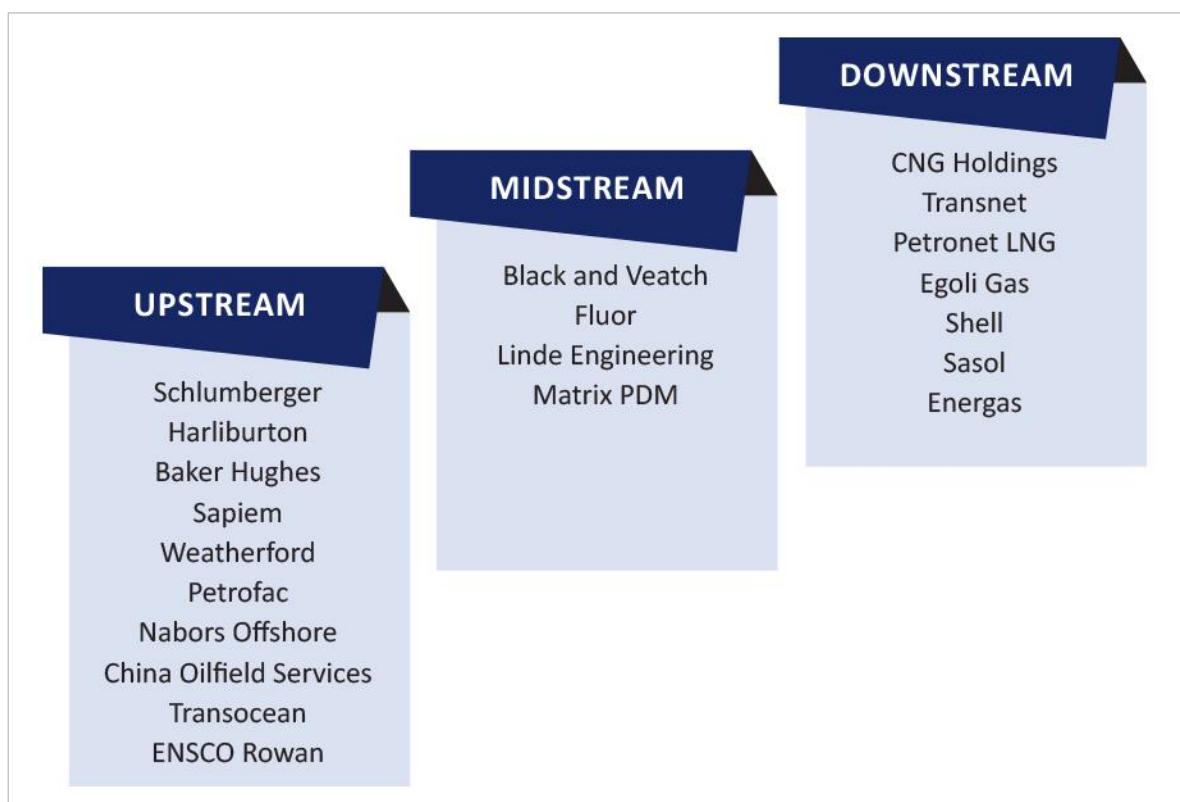 UPSTREAM
Schlumberger
Harliburton
Baker Hughes
Sapiem
Weatherford
Petrofac
Nabors Offshore
China Oilfield Services
Transocean
ENSCO Rowan
MIDSTREAM
Black and Veatch
Fluor
Linde Engineering
Matrix PDM
DOWNSTREAM
CNG Holdings
Transnet
Petronet LNG
Egoli Gas
Shell
Sasol
Energas